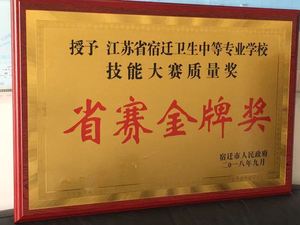 授予 江苏省宿迁卫生中等专业学校
技能大赛质量奖
省赛金牌奖
宿迁市人民政府
二〇一八年九月